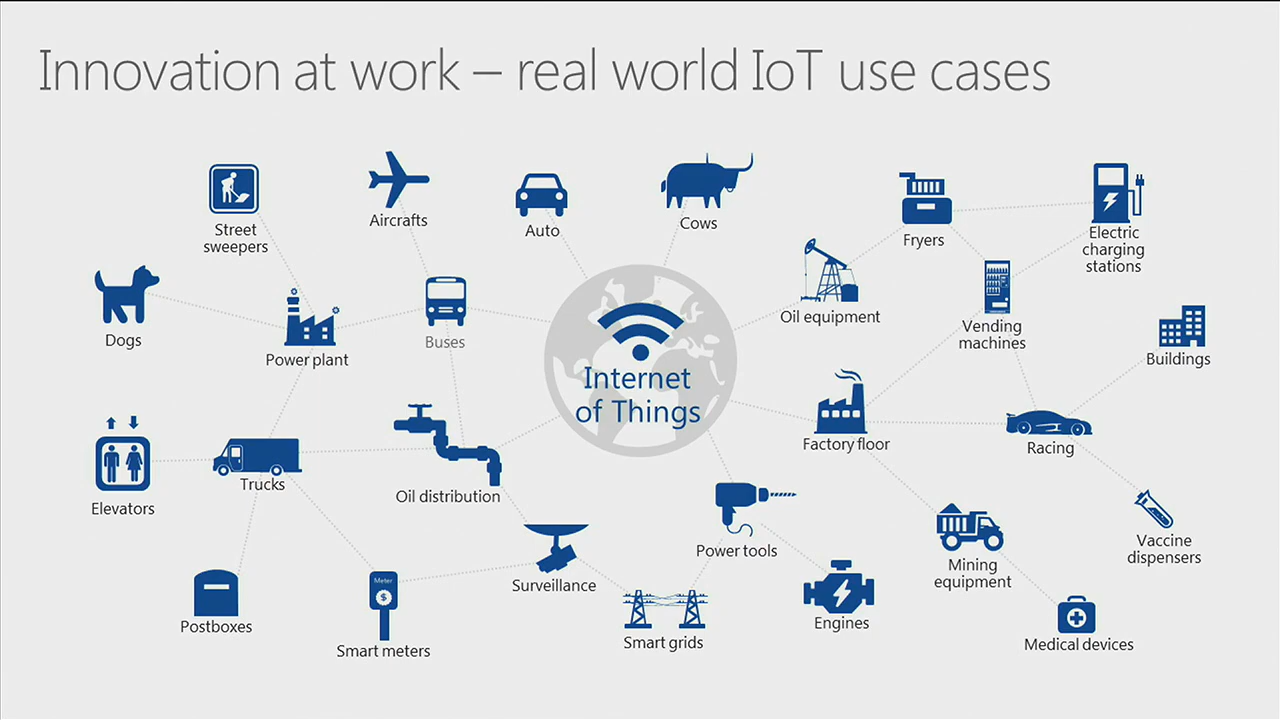 Innovation at work – real world IoT use cases
Street
sweepers
Aircrafts
Auto
Cows
Fryers
Electric
charging
stations
Dogs
Power plant
Buses
Oil equipment
Vending
machines
Buildings
Internet
of Things
Elevators
Trucks
Oil distribution
Factory floor
Racing
Power tools
Mining
equipment
Vaccine
dispensers
Postboxes
Meter
$
Smart meters
Surveillance
Smart grids
Engines
Medical devices